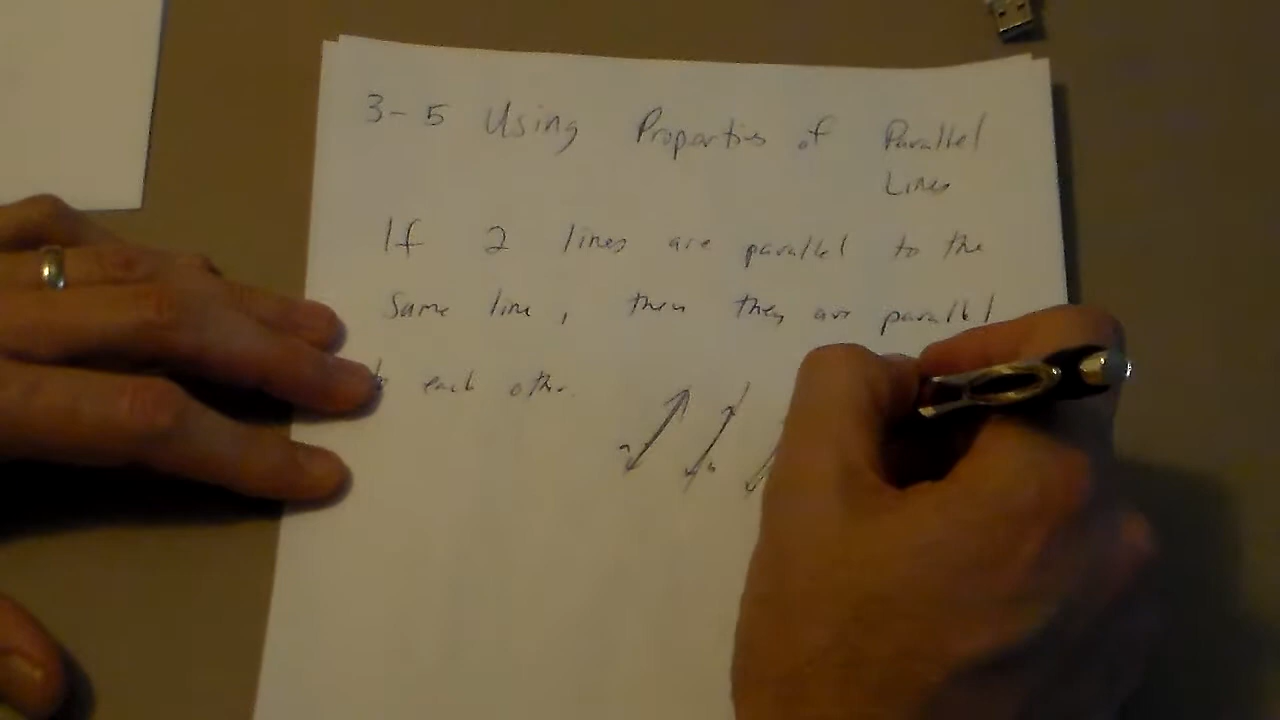 3-5 Using Properties of Parallel
Lines
If 2 lines are parallel to the
same line, then they are parallel
each other.